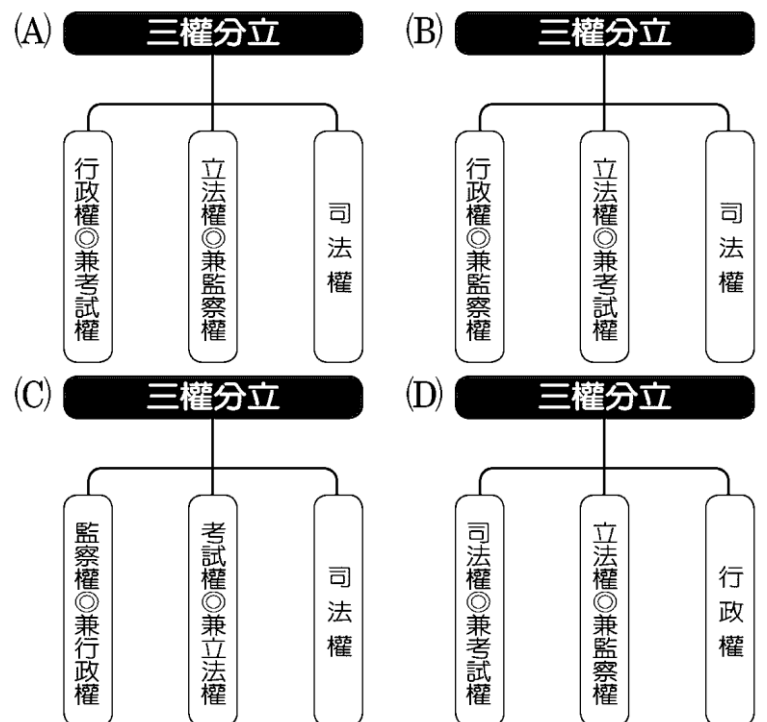 (A)
三權分立
行政權◎兼考試權
立法權◎兼監察權
司法權
(B)
三權分立
行政權◎兼監察權
立法權◎兼考試權
司法權
(C)
三權分立
監察權◎兼行政權
考試權◎兼立法權
司法權
(D)
三權分立
司法權◎兼考試權
立法權◎兼監察權
行政權